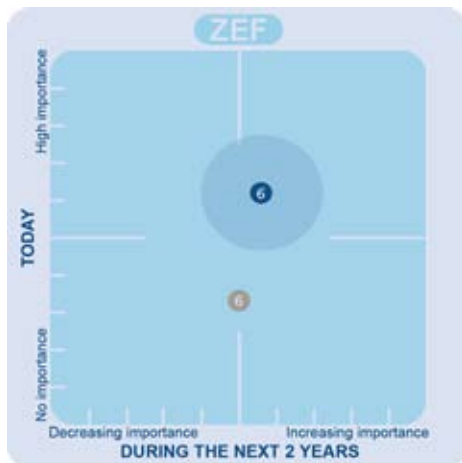 ZEF
High importance
TODAY
No importance
6
6
Decreasing importance
Increasing importance
DURING THE NEXT 2 YEARS